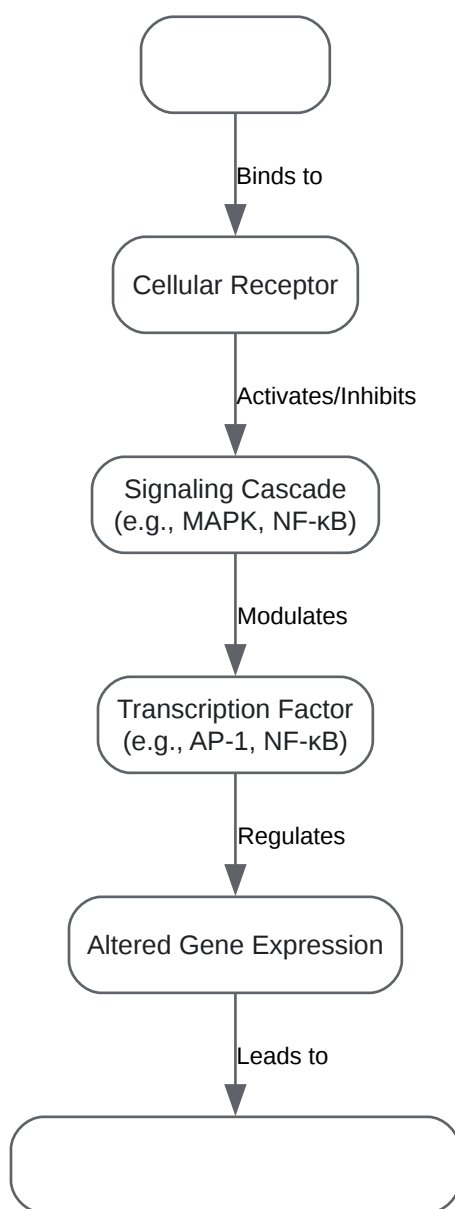 Binds to
Cellular Receptor
Activates/Inhibits
Signaling Cascade
(e.g., MAPK, NF-κB)
Modulates
Transcription Factor
(e.g., AP-1, NF-κB)
Regulates
Altered Gene Expression
Leads to